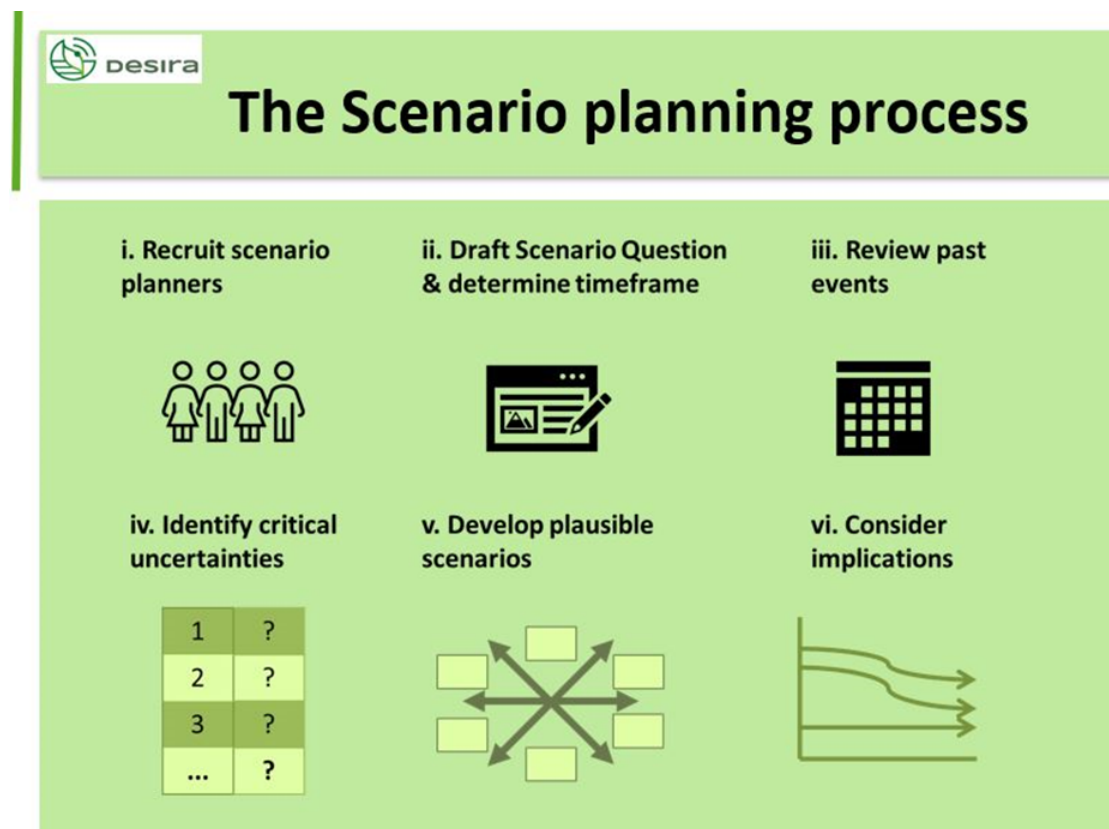 DESIRA
The Scenario planning process
i. Recruit scenario
planners
ii. Draft Scenario Question
& determine timeframe
iii. Review past
events
iv. Identify critical
uncertainties
v. Develop plausible
scenarios
vi. Consider
implications
1 ?
2 ?
3 ?
... ?